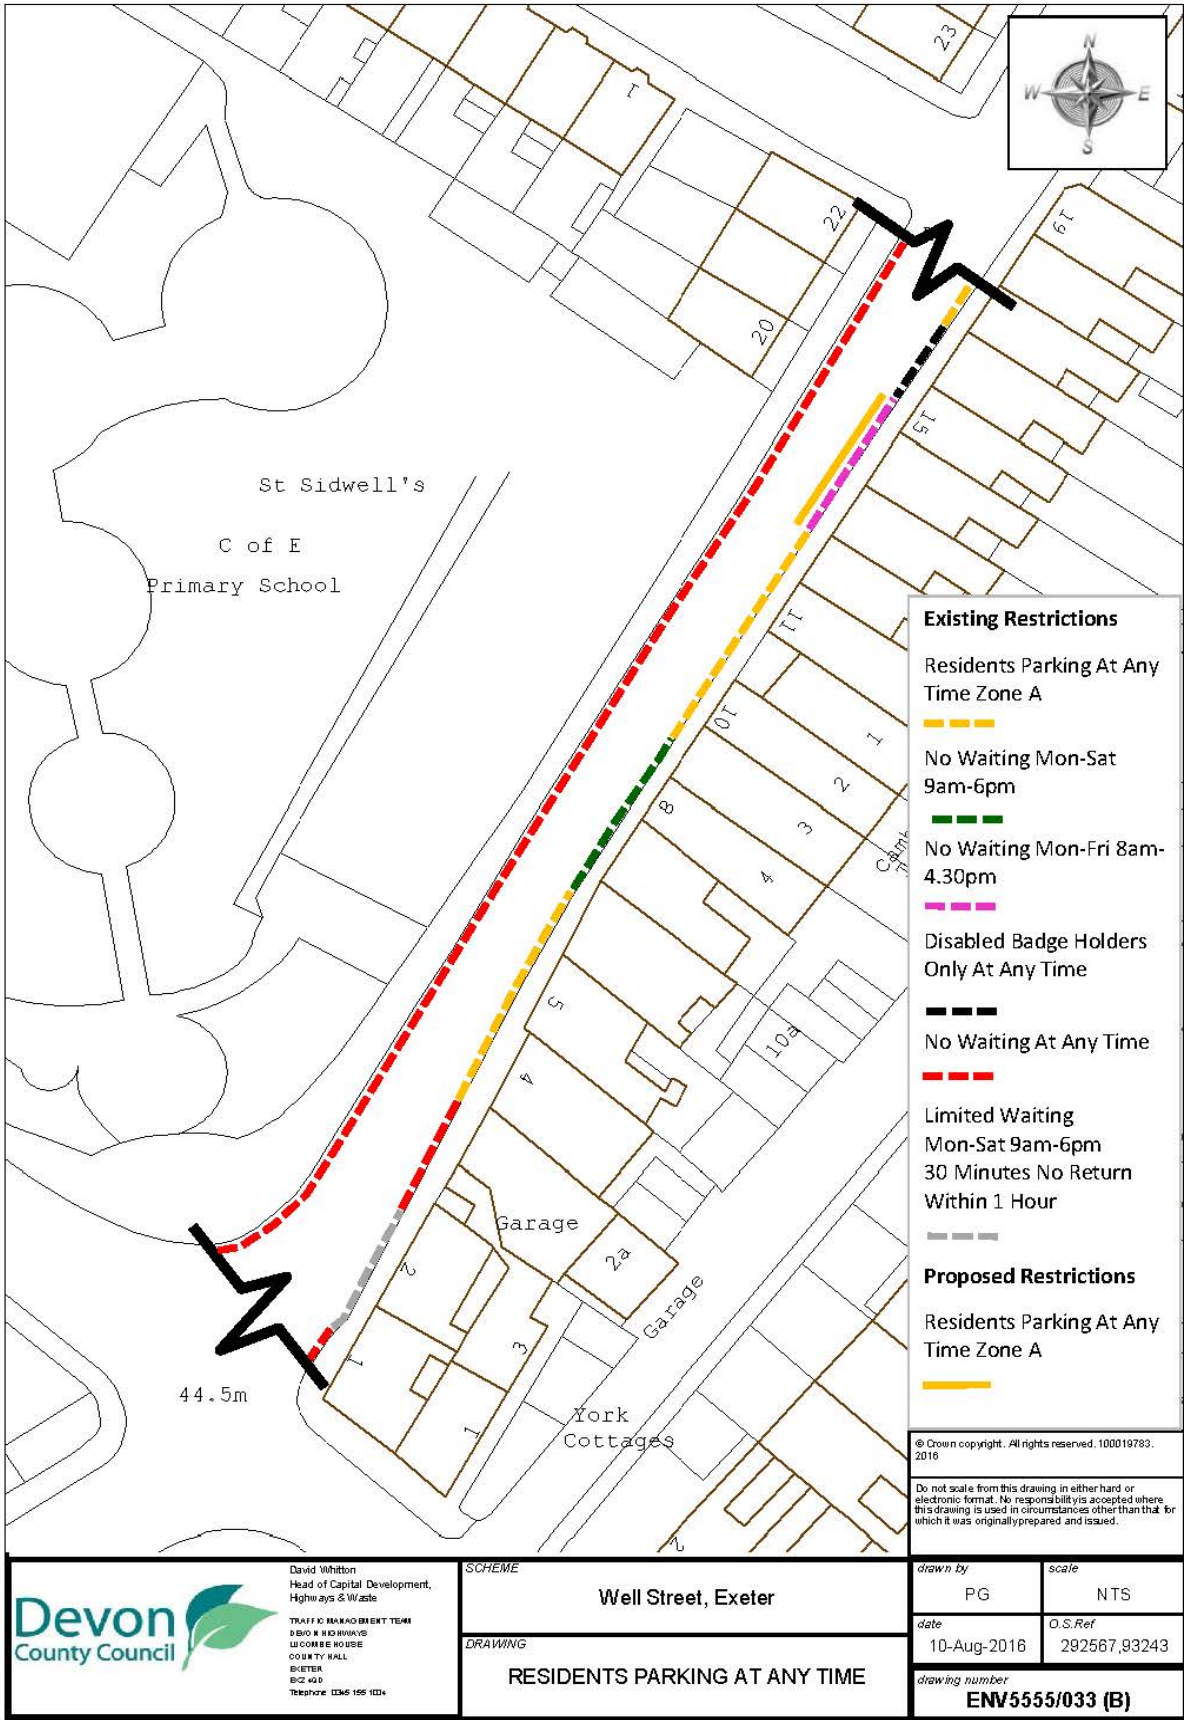 N
W E
S
23
1
22
19
20
15
St Sidwell's
C of E
Primary School
11
10
1
2
8
3
4
5
10a
4
Garage
2a
2
Garage
3
1
1
44.5m
York
Cottages
2
Existing Restrictions
Residents Parking At Any
Time Zone A
No Waiting Mon-Sat
9am-6pm
No Waiting Mon-Fri 8am-
4.30pm
Disabled Badge Holders
Only At Any Time
No Waiting At Any Time
Limited Waiting
Mon-Sat 9am-6pm
30 Minutes No Return
Within 1 Hour
Proposed Restrictions
Residents Parking At Any
Time Zone A
© Crown copyright. All rights reserved. 100019783.
2016
Do not scale from this drawing in either hard or
electronic format. No responsibility is accepted where
this drawing is used in circumstances other than that for
which it was originally prepared and issued.
Devon
County Council
David Whitton
Head of Capital Development,
Highways & Waste
TRAFFIC MANAGEMENT TEAM
DEVON HIGHWAYS
LUCOMBE HOUSE
COUNTY HALL
EXETER
EX2 4QD
Telephone 0345 155 1004
SCHEME
Well Street, Exeter
DRAWING
RESIDENTS PARKING AT ANY TIME
drawn by
PG
scale
NTS
date
10-Aug-2016
O.S.Ref
292567,93243
drawing number
ENV5555/033 (B)